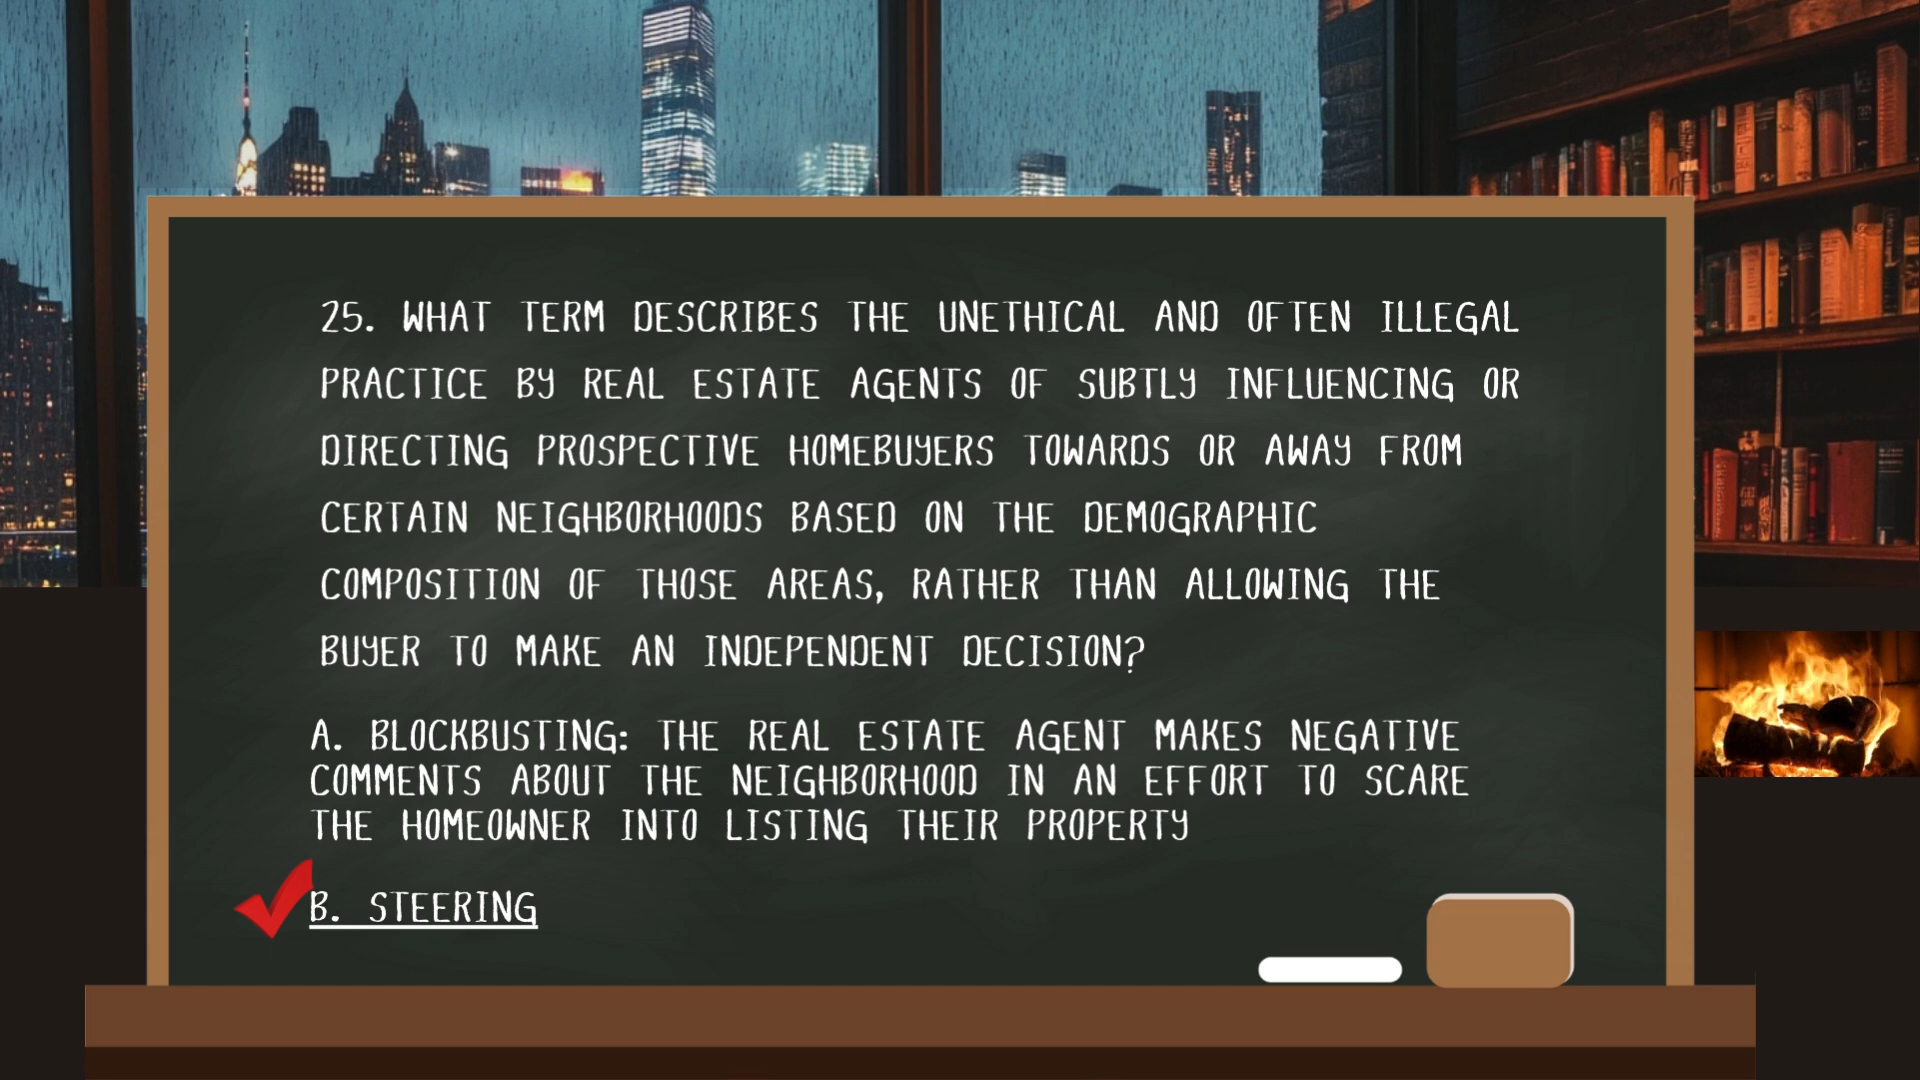 25. WHAT TERM DESCRIBES THE UNETHICAL AND OFTEN ILLEGAL
PRACTICE BY REAL ESTATE AGENTS OF SUBTLY INFLUENCING OR
DIRECTING PROSPECTIVE HOMEBUYERS TOWARDS OR AWAY FROM
CERTAIN NEIGHBORHOODS BASED ON THE DEMOGRAPHIC
COMPOSITION OF THOSE AREAS, RATHER THAN ALLOWING THE
BUYER TO MAKE AN INDEPENDENT DECISION?
A. BLOCKBUSTING: THE REAL ESTATE AGENT MAKES NEGATIVE
COMMENTS ABOUT THE NEIGHBORHOOD IN AN EFFORT TO SCARE
THE HOMEOWNER INTO LISTING THEIR PROPERTY
B. STEERING